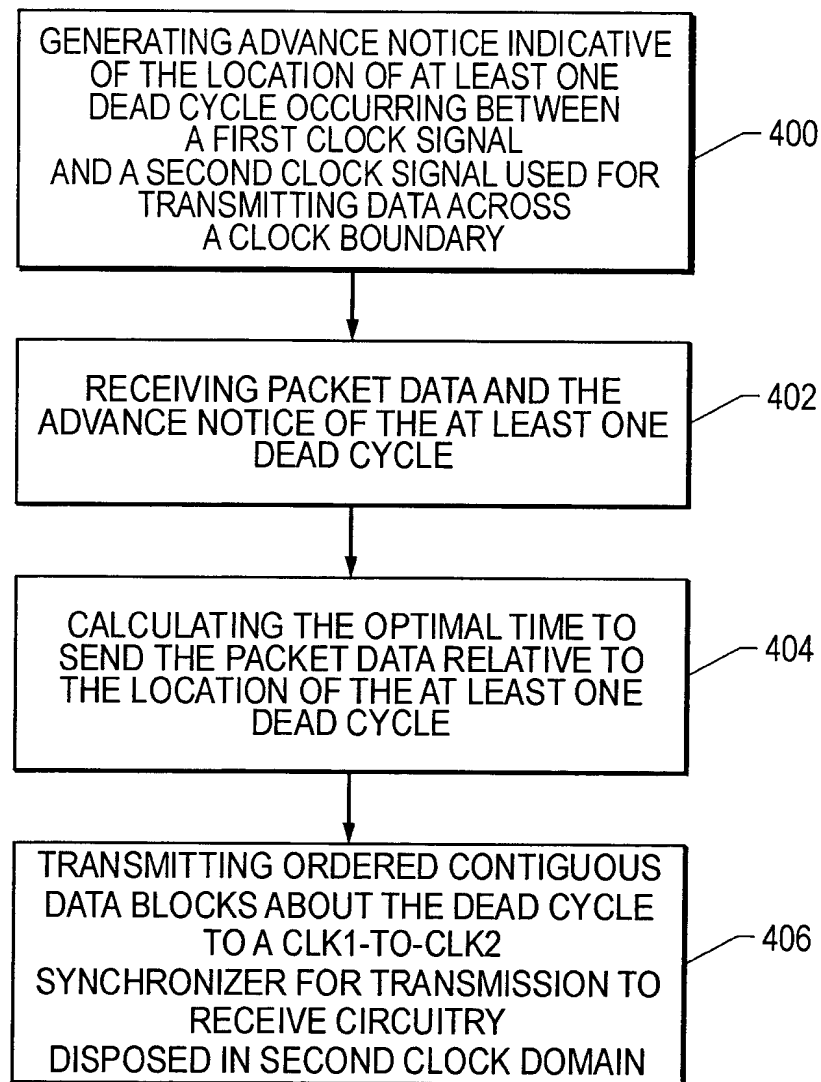 GENERATING ADVANCE NOTICE INDICATIVE
OF THE LOCATION OF AT LEAST ONE
DEAD CYCLE OCCURRING BETWEEN
A FIRST CLOCK SIGNAL
AND A SECOND CLOCK SIGNAL USED FOR
TRANSMITTING DATA ACROSS
A CLOCK BOUNDARY
400
RECEIVING PACKET DATA AND THE
ADVANCE NOTICE OF THE AT LEAST ONE
DEAD CYCLE
402
CALCULATING THE OPTIMAL TIME TO
SEND THE PACKET DATA RELATIVE TO
THE LOCATION OF THE AT LEAST ONE
DEAD CYCLE
404
TRANSMITTING ORDERED CONTIGUOUS
DATA BLOCKS ABOUT THE DEAD CYCLE
TO A CLK1-TO-CLK2
SYNCHRONIZER FOR TRANSMISSION TO
RECEIVE CIRCUITRY
DISPOSED IN SECOND CLOCK DOMAIN
406